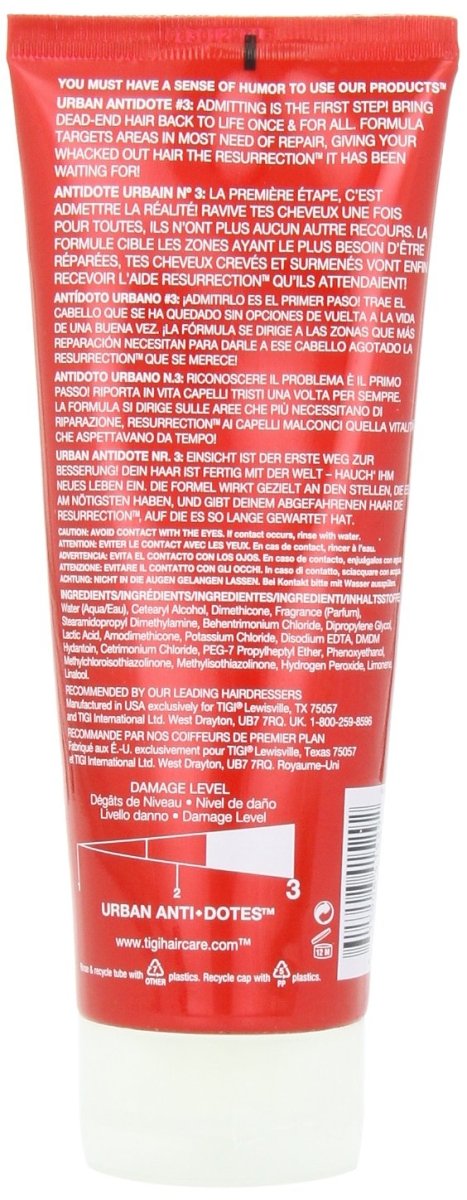 YOU MUST HAVE A SENSE OF HUMOR TO USE OUR PRODUCTS™
URBAN ANTIDOTE #3: ADMITTING IS THE FIRST STEP! BRING
DEAD-END HAIR BACK TO LIFE ONCE & FOR ALL. FORMULA
TARGETS AREAS IN MOST NEED OF REPAIR, GIVING YOUR
WHACKED OUT HAIR THE RESURRECTION™ IT HAS BEEN
WAITING FOR!
ANTIDOTE URBAIN Nº 3: LA PREMIÈRE ÉTAPE, C'EST
ADMETTRE LA RÉALITÉ! RAVIVE TES CHEVEUX UNE FOIS
POUR TOUTES, ILS N'ONT PLUS AUCUN AUTRE RECOURS. LA
FORMULE CIBLE LES ZONES AYANT LE PLUS BESOIN D'ÊTRE
RÉPARÉES, TES CHEVEUX CREVÉS ET SURMENÉS VONT ENFIN
RECEVOIR L'AIDE RESURRECTION™ QU'ILS ATTENDAIENT!
ANTÍDOTO URBANO #3: ¡ADMITIRLO ES EL PRIMER PASO! TRAE EL
CABELLO QUE SE HA QUEDADO SIN OPCIONES DE VUELTA A LA VIDA
DE UNA BUENA VEZ. ¡LA FÓRMULA SE DIRIGE A LAS ZONAS QUE MÁS
REPARACIÓN NECESITAN PARA DARLE A ESE CABELLO AGOTADO LA
RESURRECTION™ QUE SE MERECE!
ANTIDOTO URBANO N.3: RICONOSCERE IL PROBLEMA È IL PRIMO
PASSO! RIPORTA IN VITA CAPELLI TRISTI UNA VOLTA PER SEMPRE.
LA FORMULA SI DIRIGE SULLE AREE CHE PIÙ NECESSITANO DI
RIPARAZIONE, RESURRECTION™ AI CAPELLI MALCONCI QUELLA
CHE ASPETTAVANO DA TEMPO!
URBAN ANTIDOTE NR. 3: EINSICHT IST DER ERSTE WEG ZUR
BESSERUNG! DEIN HAAR IST FERTIG MIT DER WELT – HAUCH' IHM
NEUES LEBEN EIN. DIE FORMEL WIRKT GEZIELT AN DEN STELLEN, DIE
AM NÖTIGSTEN HABEN, UND GIBT DEINEM ABGEFAHRENEN HAAR DIE
RESURRECTION™, AUF DIE ES SO LANGE GEWARTET HAT.
CAUTION: AVOID CONTACT WITH THE EYES. If contact occurs, rinse with water.
ATTENTION: EVITER LE CONTACT AVEC LES YEUX. En cas de contact, rincer à l'eau.
ADVERTENCIA: EVITA EL CONTACTO CON LOS OJOS. En caso de contacto, enjuágalos con agua.
ATTENZIONE: EVITARE IL CONTATTO CON GLI OCCHI. In caso di contatto, sciacquare con acqua.
ACHTUNG: NICHT IN DIE AUGEN GELANGEN LASSEN. Bei Kontakt bitte mit Wasser ausspülen.
INGREDIENTS/INGRÉDIENTS/INGREDIENTES/INGREDIENTI/INHALTSSTOFFE:
Water (Aqua/Eau), Cetearyl Alcohol, Dimethicone, Fragrance (Parfum),
Stearamidopropyl Dimethylamine, Behentrimonium Chloride, Dipropylene Glycol,
Lactic Acid, Amodimethicone, Potassium Chloride, Disodium EDTA, DMDM
Hydantoin, Cetrimonium Chloride, PEG-7 Propylheptyl Ether, Phenoxyethanol,
Methylchloroisothiazolinone, Methylisothiazolinone, Hydrogen Peroxide, Limonene,
Linalool.
RECOMMENDED BY OUR LEADING HAIRDRESSERS
Manufactured in USA exclusively for TIGI® Lewisville, TX 75057
and TIGI International Ltd. West Drayton, UB7 7RQ. UK. 1-800-259-8596
RECOMMANDE PAR NOS COIFFEURS DE PREMIER PLAN
Fabriqué aux É.-U. exclusivement pour TIGI® Lewisville, Texas 75057
et TIGI International Ltd. West Drayton, UB7 7RQ. Royaume-Uni
DAMAGE LEVEL
Dégâts de Niveau • Nivel de daño
Livello danno • Damage Level
1 2 3
URBAN ANTI•DOTES™
www.tigihaircare.com™
12 M
Rinse & recycle tube with 7 OTHER plastics. Recycle cap with 5 PP plastics.